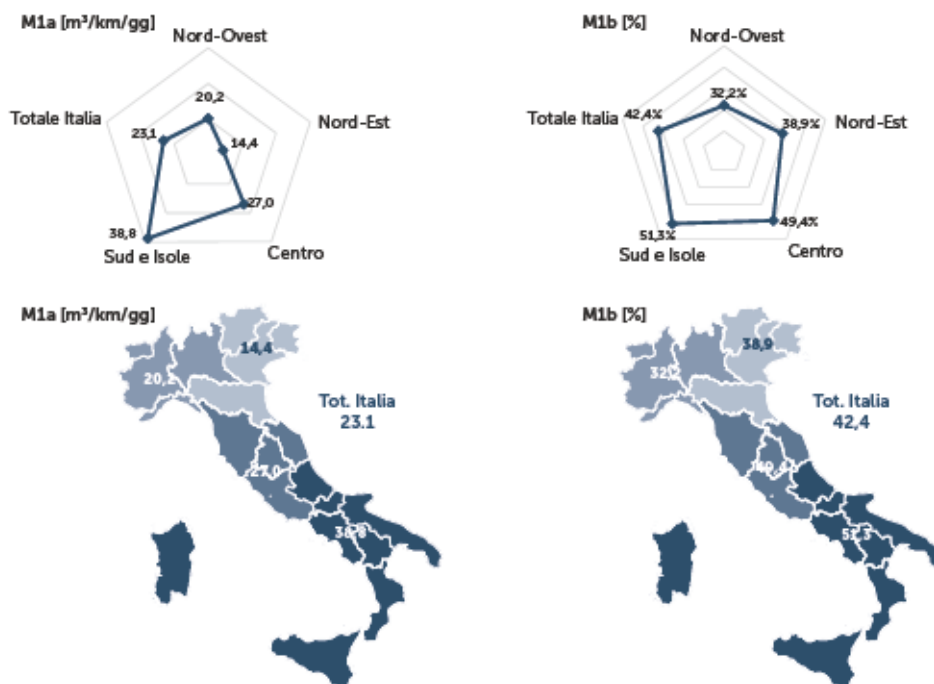 M1a [m³/km/gg]
Nord-Ovest
20,2
Totale Italia
23,1
Nord-Est
14,4
27,0
38,8
Sud e Isole
Centro
M1b [%]
Nord-Ovest
32,2%
Totale Italia
42,4%
38,9%
Nord-Est
49,4%
51,3%
Sud e Isole
Centro
M1a [m³/km/gg]
14,4
20,2
Tot. Italia
23.1
27,0
38,8
M1b [%]
38,9
32,2
Tot. Italia
42,4
49,4
51,3